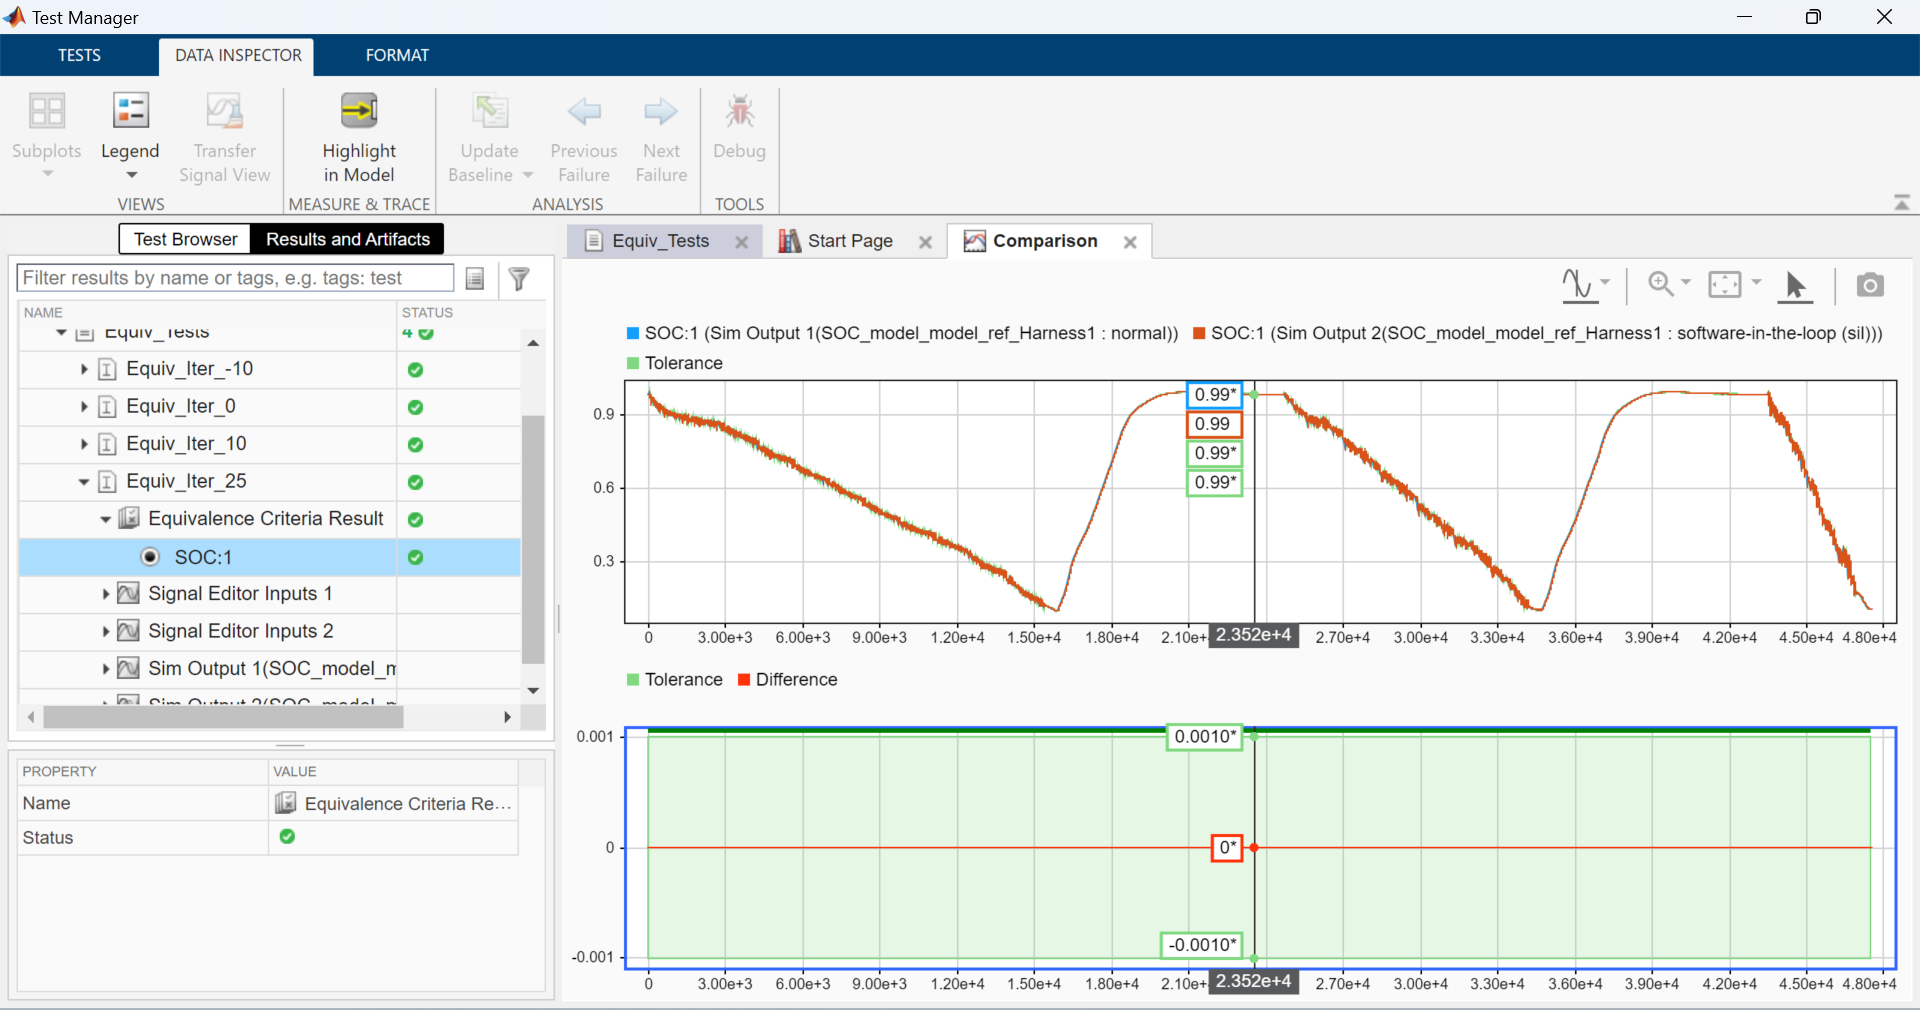 Test Manager
TESTS DATA INSPECTOR FORMAT
Subplots Legend Transfer Signal View Highlight in Model Update Baseline Previous Failure Next Failure Debug
VIEWS MEASURE & TRACE ANALYSIS TOOLS
Test Browser Results and Artifacts
Filter results by name or tags, e.g. tags: test
NAME STATUS
Equiv_Tests 4
Equiv_Iter_-10
Equiv_Iter_0
Equiv_Iter_10
Equiv_Iter_25
Equivalence Criteria Result
SOC:1
Signal Editor Inputs 1
Signal Editor Inputs 2
Sim Output 1(SOC_model_m
Sim Output 2(SOC_model_m
PROPERTY VALUE
Name Equivalence Criteria Re...
Status
Equiv_Tests Start Page Comparison
SOC:1 (Sim Output 1(SOC_model_model_ref_Harness1 : normal)) SOC:1 (Sim Output 2(SOC_model_model_ref_Harness1 : software-in-the-loop (sil)))
Tolerance
0.99*
0.9
0.99
0.99*
0.99*
0.6
0.3
0 3.00e+3 6.00e+3 9.00e+3 1.20e+4 1.50e+4 1.80e+4 2.10e+ 2.352e+4 2.70e+4 3.00e+4 3.30e+4 3.60e+4 3.90e+4 4.20e+4 4.50e+4 4.80e+4
Tolerance Difference
0.001 0.0010*
0 0*
-0.0010*
-0.001
0 3.00e+3 6.00e+3 9.00e+3 1.20e+4 1.50e+4 1.80e+4 2.10e+ 2.352e+4 2.70e+4 3.00e+4 3.30e+4 3.60e+4 3.90e+4 4.20e+4 4.50e+4 4.80e+4